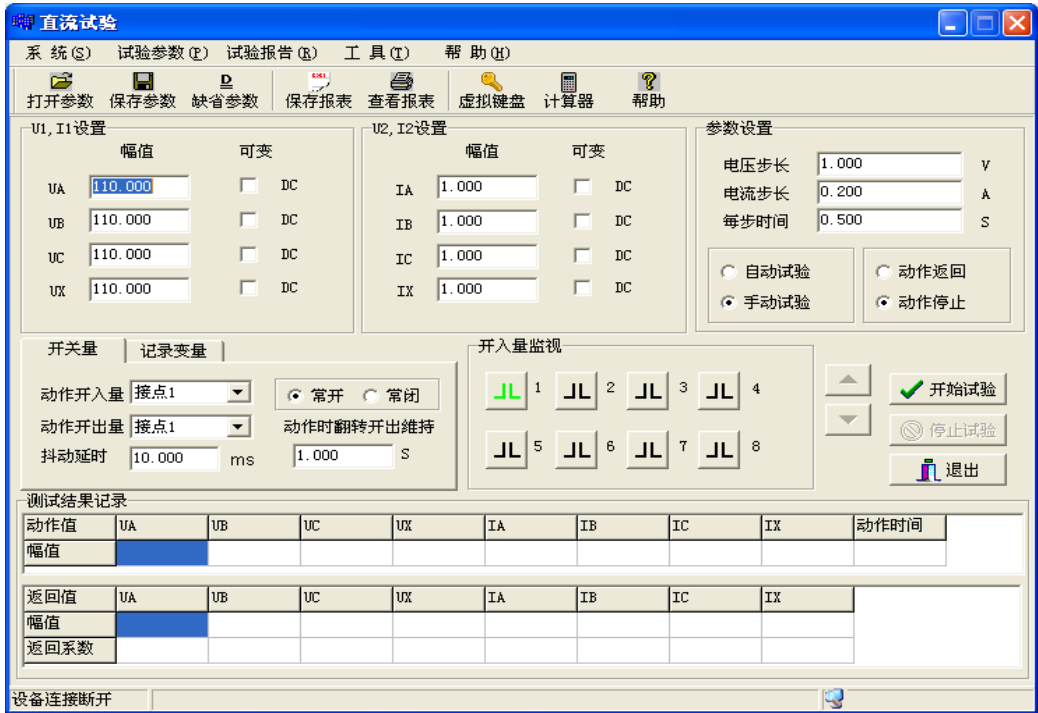 直流试验
系 统(S) 试验参数(P) 试验报告(R) 工 具(T) 帮 助(H)
打开参数 保存参数 缺省参数 保存报表 查看报表 虚拟键盘 计算器 帮助
U1,I1设置 U2,I2设置 参数设置
幅值 可变 幅值 可变
电压步长 1.000 V
UA 110.000 DC IA 1.000 DC
电流步长 0.200 A
UB 110.000 DC IB 1.000 DC
每步时间 0.500 S
UC 110.000 DC IC 1.000 DC
自动试验 动作返回
UX 110.000 DC IX 1.000 DC
手动试验 动作停止
开关量 记录变量 开入量监视
动作开入量 接点1 常开 常闭 1 2 3 4 开始试验
动作开出量 接点1 动作时翻转开出维持 停止试验
抖动延时 10.000 ms 1.000 S 5 6 7 8
退出
测试结果记录
动作值 UA UB UC UX IA IB IC IX 动作时间
幅值
返回值 UA UB UC UX IA IB IC IX
幅值
返回系数
设备连接断开